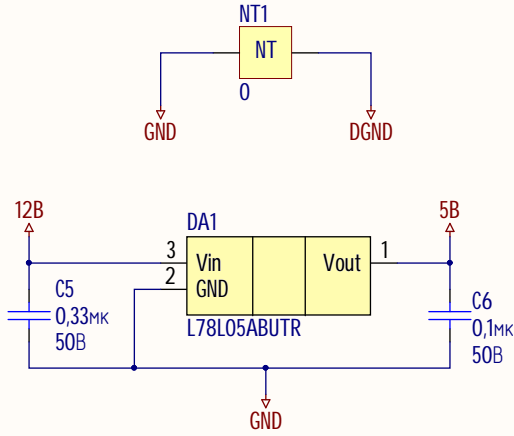 NT1
NT
0
GND
DGND
12В
5В
DA1
3
Vin
Vout
1
2
GND
C5
0,33мк
50В
L78L05ABUTR
C6
0,1мк
50В
GND